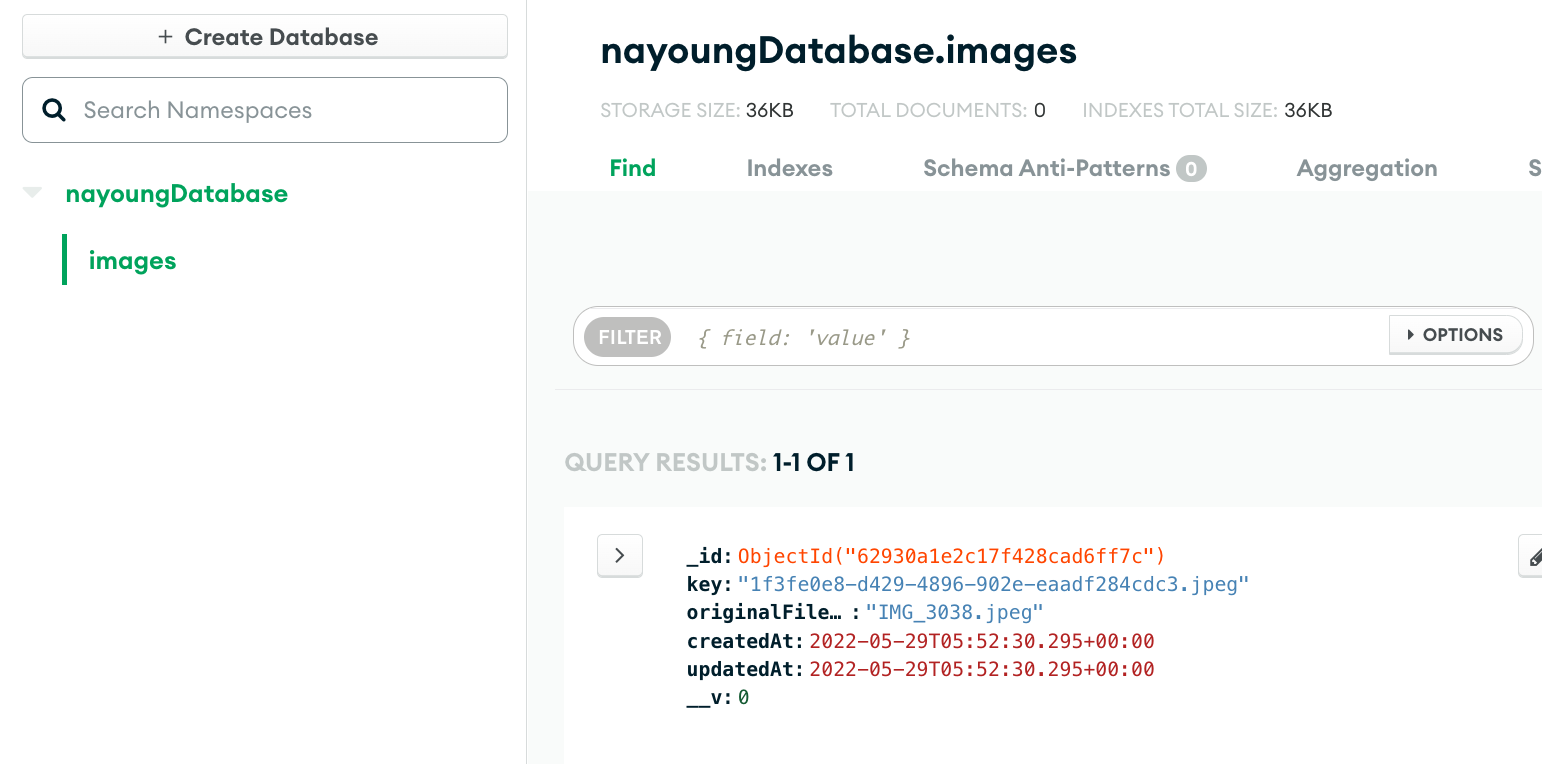 + Create Database
Search Namespaces
nayoungDatabase
images
nayoungDatabase.images
STORAGE SIZE: 36KB TOTAL DOCUMENTS: 0 INDEXES TOTAL SIZE: 36KB
Find Indexes Schema Anti-Patterns 0 Aggregation S
FILTER { field: 'value' } OPTIONS
QUERY RESULTS: 1-1 OF 1
_id: ObjectId("62930a1e2c17f428cad6ff7c")
key: "1f3fe0e8-d429-4896-902e-eaadf284cdc3.jpeg"
originalFile… : "IMG_3038.jpeg"
createdAt: 2022-05-29T05:52:30.295+00:00
updatedAt: 2022-05-29T05:52:30.295+00:00
__v: 0